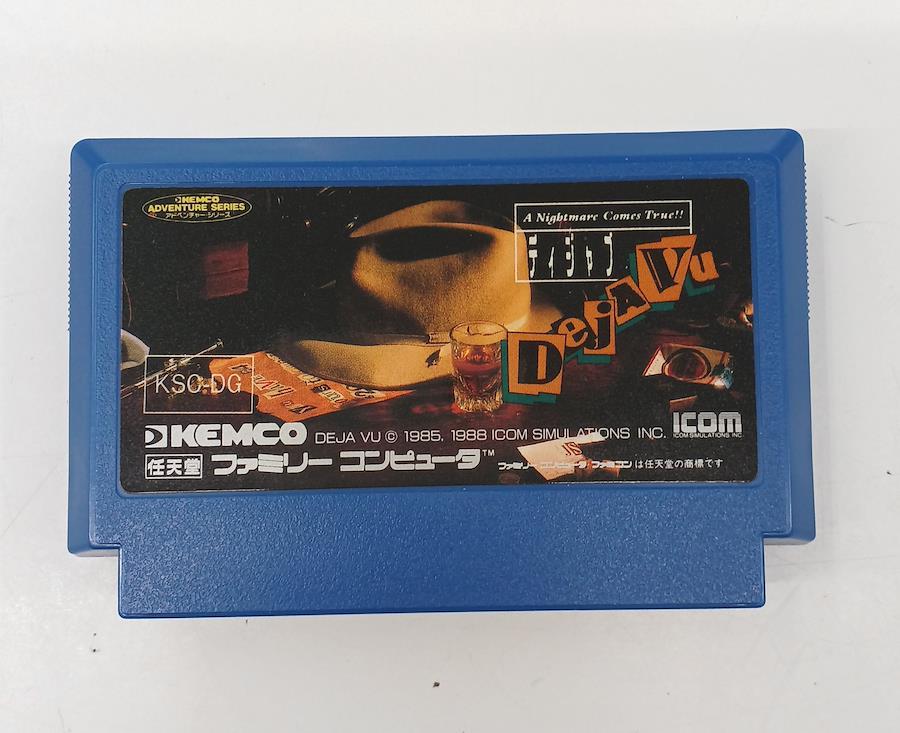 KEMCO
ADVENTURE SERIES
アドベンチャー・シリーズ
A Nightmare Comes True!!
ディジャブ
DejaVu
KSC-DG
KEMCO DEJA VU © 1985, 1988 ICOM SIMULATIONS INC.
ICOM
ICOM SIMULATIONS, INC.
任天堂 ファミリー コンピュータ™
ファミリーコンピュータ・ファミコンは任天堂の商標です
JS